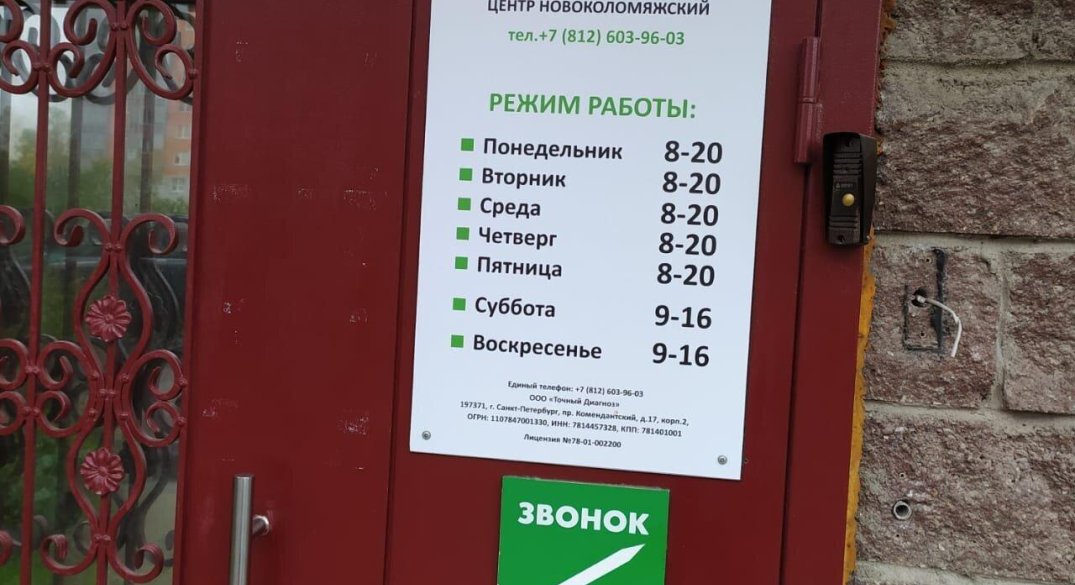 ЦЕНТР НОВОКОЛОМЯЖСКИЙ
тел.+7 (812) 603-96-03
РЕЖИМ РАБОТЫ:
Понедельник 8-20
Вторник 8-20
Среда 8-20
Четверг 8-20
Пятница 8-20
Суббота 9-16
Воскресенье 9-16
Единый телефон: +7 (812) 603-96-03
ООО «Точный Диагноз»
197371, г. Санкт-Петербург, пр. Комендантский, д.17, корп.2,
ОГРН: 1107847001330, ИНН: 7814457328, КПП: 781401001
Лицензия №78-01-002200
ЗВОНОК